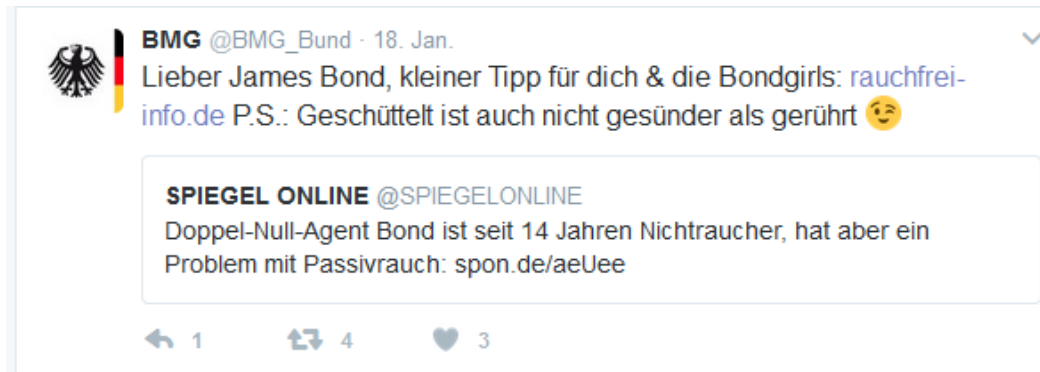 BMG @BMG_Bund · 18. Jan.
Lieber James Bond, kleiner Tipp für dich & die Bondgirls: rauchfrei-
info.de P.S.: Geschüttelt ist auch nicht gesünder als gerührt 😉
SPIEGEL ONLINE @SPIEGELONLINE
Doppel-Null-Agent Bond ist seit 14 Jahren Nichtraucher, hat aber ein
Problem mit Passivrauch: spon.de/aeUee
1 4 3